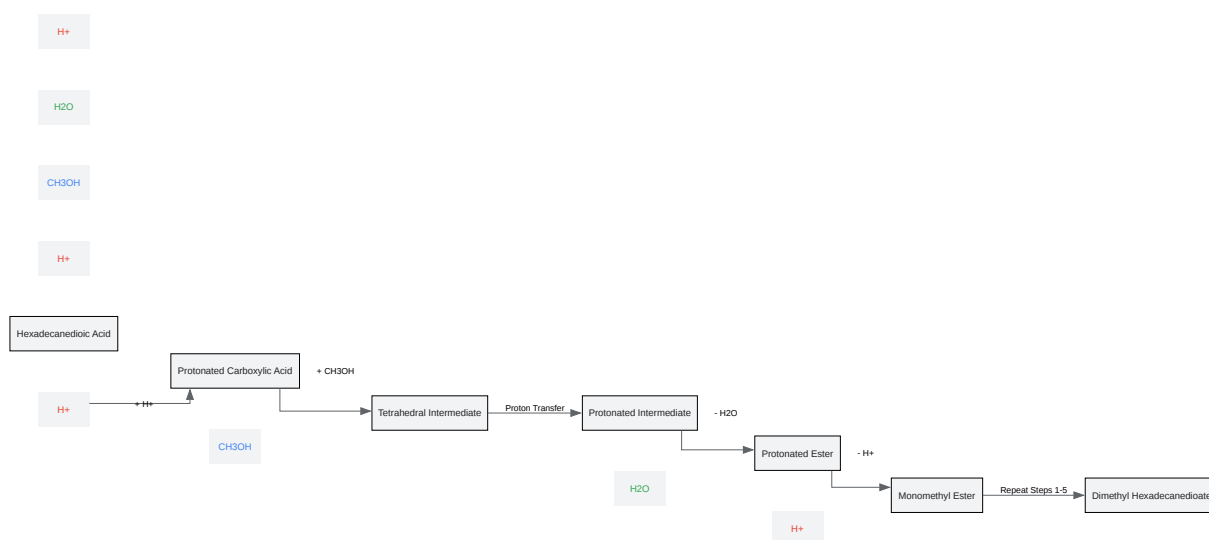 H+
H2O
CH3OH
H+
Hexadecanedioic Acid
Protonated Carboxylic Acid
+ CH3OH
H+
+ H+
Tetrahedral Intermediate
Proton Transfer
Protonated Intermediate
- H2O
CH3OH
Protonated Ester
- H+
H2O
Monomethyl Ester
Repeat Steps 1-5
Dimethyl Hexadecanedioate
H+